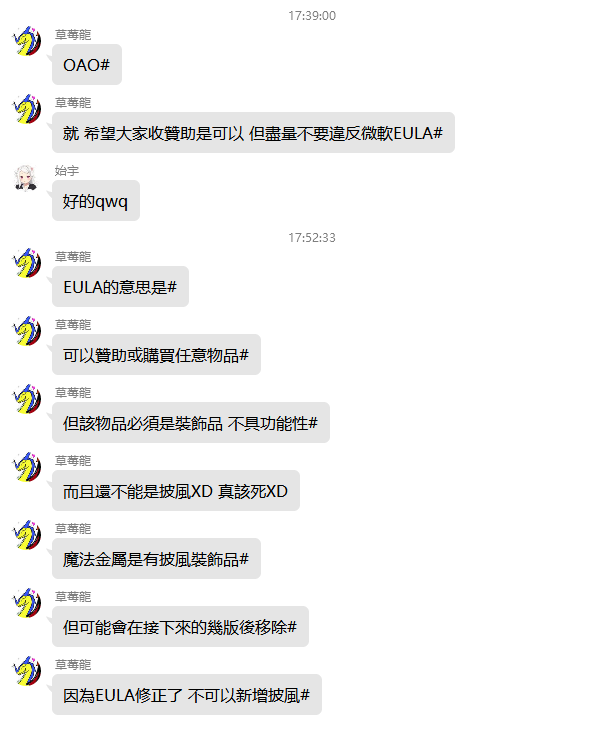 17:39:00
草莓龍
OAO#
草莓龍
就 希望大家收贊助是可以 但盡量不要違反微軟EULA#
始宇
好的qwq
17:52:33
草莓龍
EULA的意思是#
草莓龍
可以贊助或購買任意物品#
草莓龍
但該物品必須是裝飾品 不具功能性#
草莓龍
而且還不能是披風XD 真該死XD
草莓龍
魔法金屬是有披風裝飾品#
草莓龍
但可能會在接下來的幾版後移除#
草莓龍
因為EULA修正了 不可以新增披風#